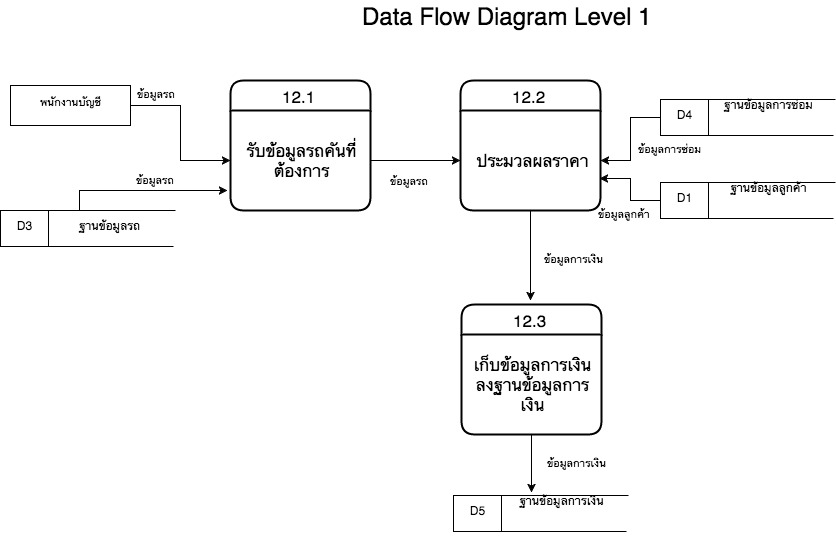 Data Flow Diagram Level 1
พนักงานบัญชี
ข้อมูลรถ
12.1
รับข้อมูลรถคันที่
ต้องการ
ข้อมูลรถ
D3
ฐานข้อมูลรถ
ข้อมูลรถ
12.2
ประมวลผลราคา
D4
ฐานข้อมูลการซ่อม
ข้อมูลการซ่อม
D1
ฐานข้อมูลลูกค้า
ข้อมูลลูกค้า
ข้อมูลการเงิน
12.3
เก็บข้อมูลการเงิน
ลงฐานข้อมูลการ
เงิน
ข้อมูลการเงิน
D5
ฐานข้อมูลการเงิน